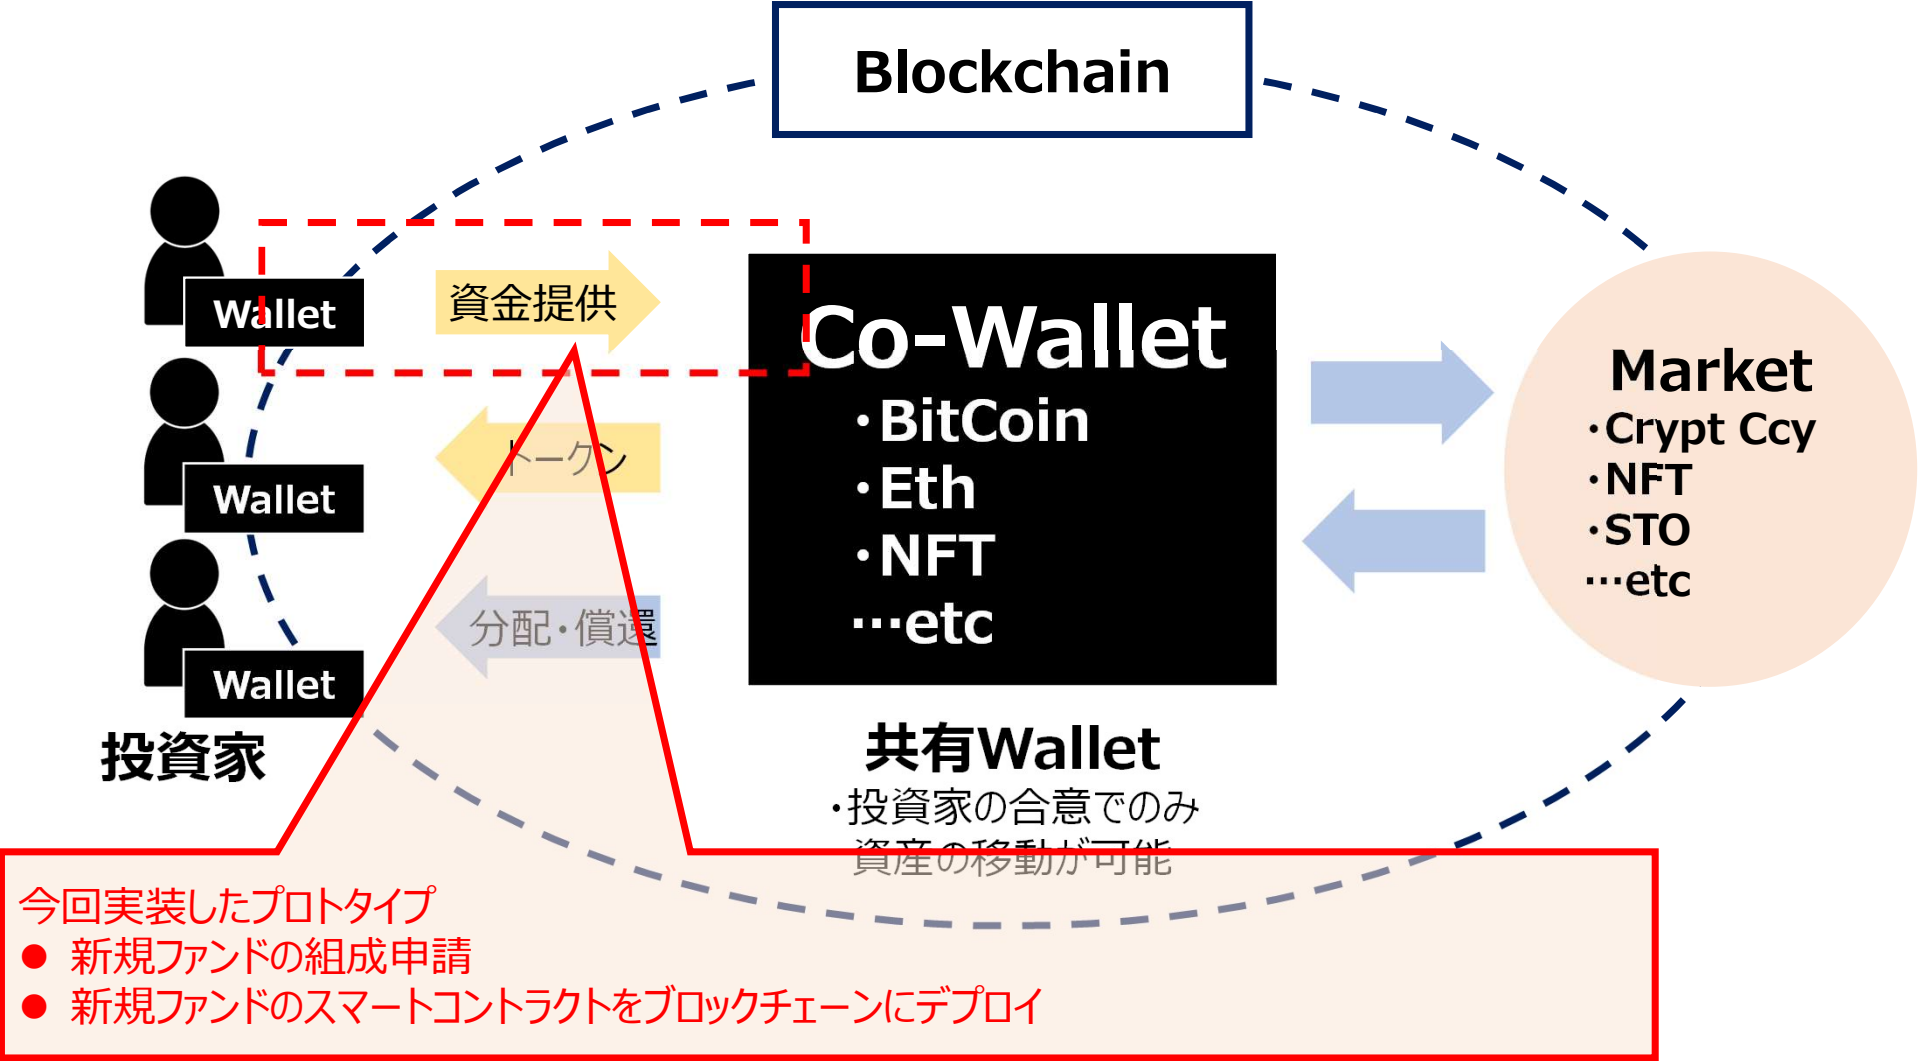 Blockchain
Wallet
資金提供
Co-Wallet
・BitCoin
・Eth
・NFT
…etc
Market
・Crypt Ccy
・NFT
・STO
…etc
Wallet
トークン
Wallet
分配・償還
投資家
共有Wallet
・投資家の合意でのみ
資産の移動が可能
今回実装したプロトタイプ
● 新規ファンドの組成申請
● 新規ファンドのスマートコントラクトをブロックチェーンにデプロイ